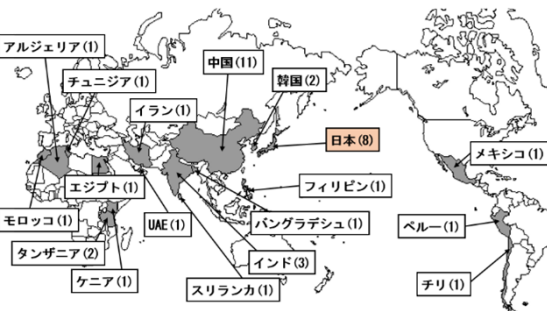 アルジェリア(1)
チュニジア(1)
中国(11)
韓国(2)
イラン(1)
日本(8)
メキシコ(1)
エジプト(1)
フィリピン(1)
モロッコ(1)
UAE(1)
バングラデシュ(1)
ペルー(1)
タンザニア(2)
インド(3)
ケニア(1)
スリランカ(1)
チリ(1)